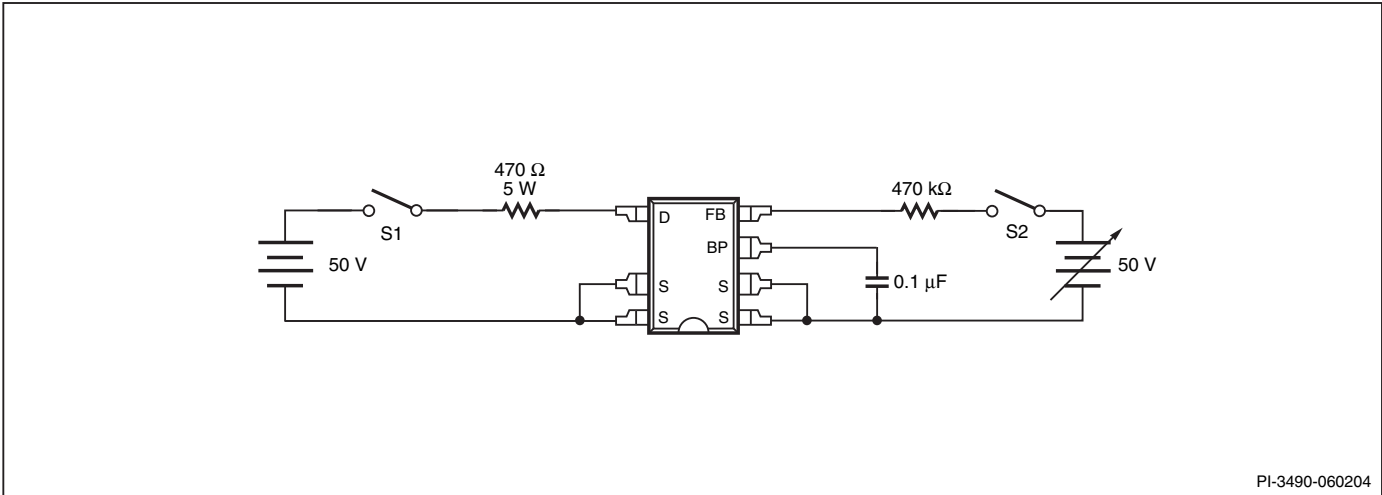 470 Ω
5 W
470 kΩ
S1
D
FB
S2
BP
50 V
50 V
S
S
0.1 µF
S
S
PI-3490-060204